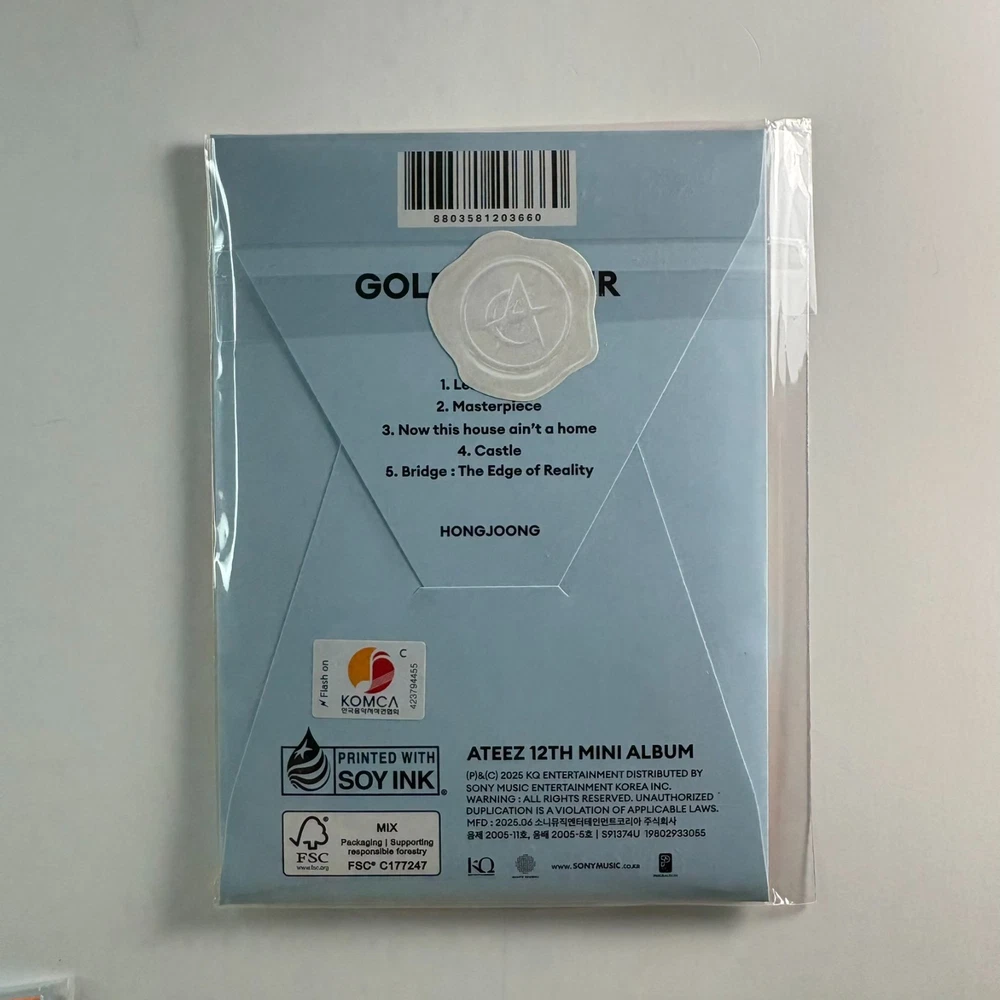 8803581203660
GOL R
1. Le
2. Masterpiece
3. Now this house ain't a home
4. Castle
5. Bridge : The Edge of Reality
HONGJOONG
Flash on
C
KOMCA
한국음악저작권협회
423794455
PRINTED WITH
SOY INK
MIX
Packaging | Supporting
responsible forestry
FSC
www.fsc.org
FSC® C177247
ATEEZ 12TH MINI ALBUM
(P)&(C) 2025 KQ ENTERTAINMENT DISTRIBUTED BY
SONY MUSIC ENTERTAINMENT KOREA INC.
WARNING : ALL RIGHTS RESERVED. UNAUTHORIZED
DUPLICATION IS A VIOLATION OF APPLICABLE LAWS.
MFD : 2025.06 소니뮤직엔터테인먼트코리아 주식회사
음제 2005-11호, 음배 2005-5호 | S91374U 19802933055
KQ
www.SONYMUSIC.co.kr